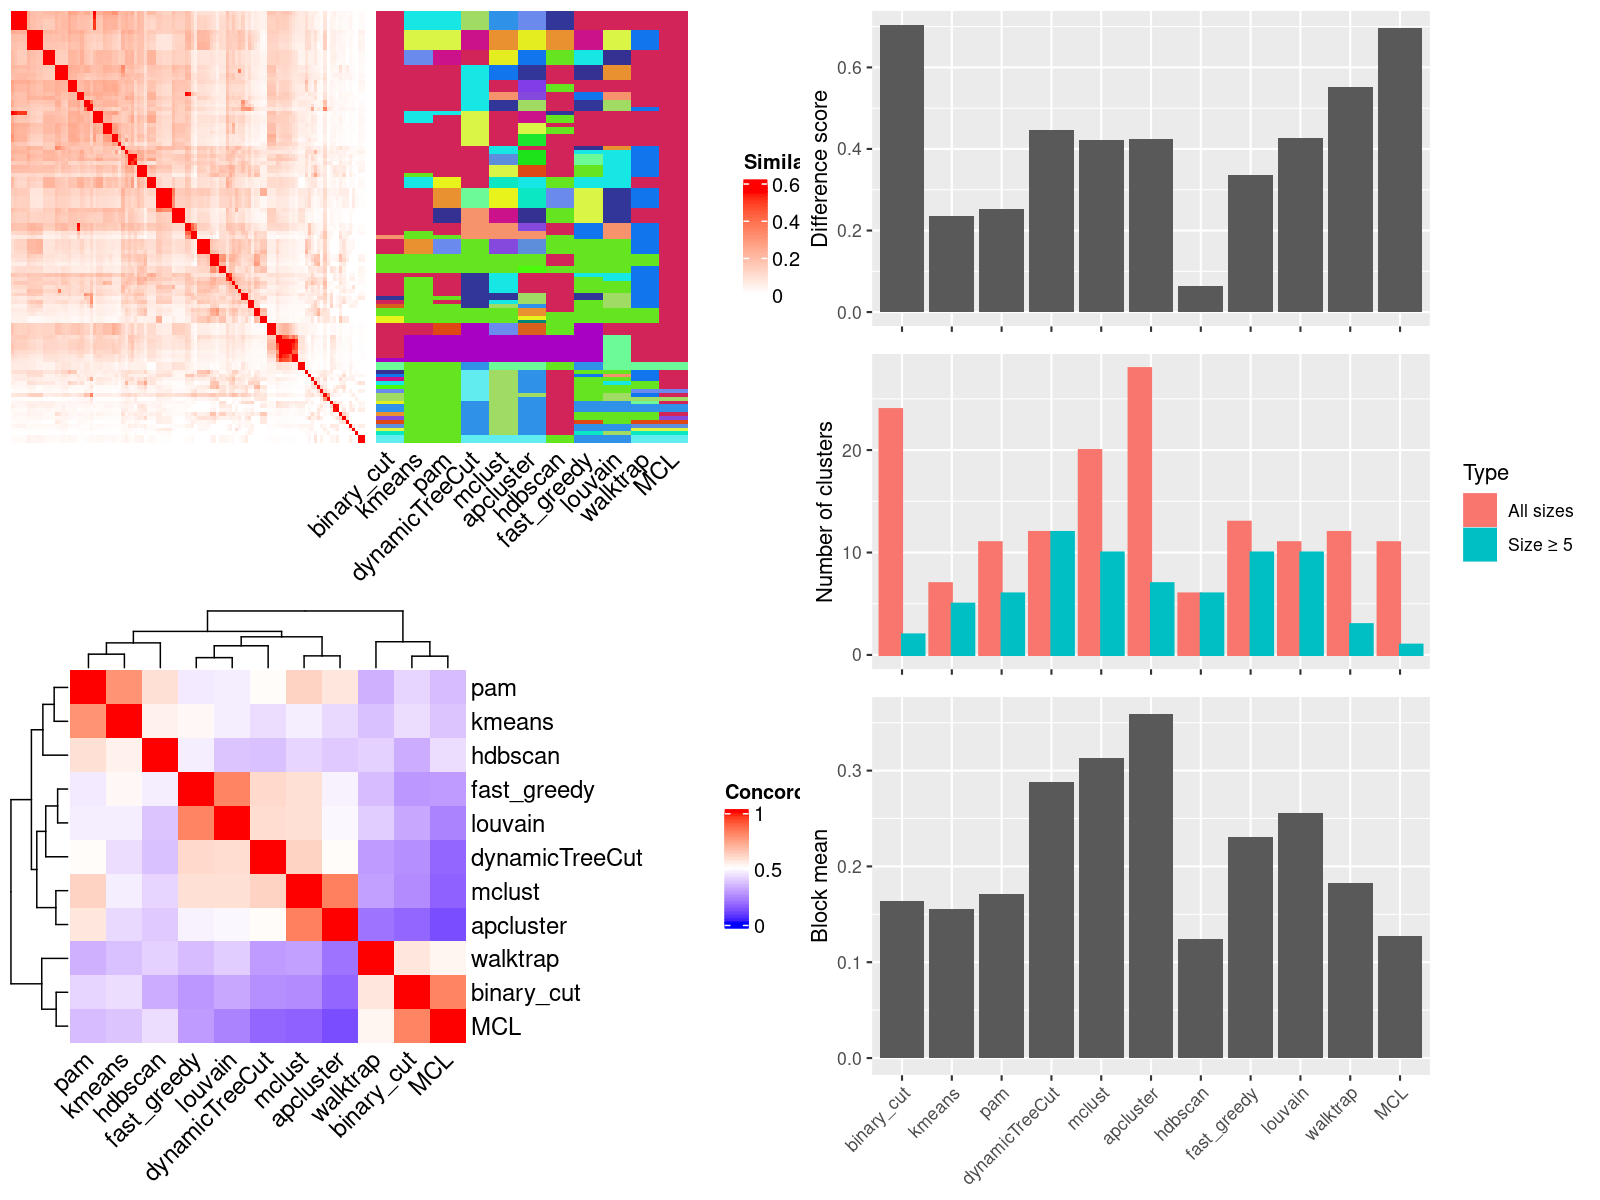 Simila
0.6
0.4
0.2
0
binary_cut
kmeans
pam
dynamicTreeCut
mclust
apcluster
hdbscan
fast_greedy
louvain
walktrap
MCL
pam
kmeans
hdbscan
fast_greedy
louvain
dynamicTreeCut
mclust
apcluster
walktrap
binary_cut
MCL
pam
kmeans
hdbscan
fast_greedy
louvain
dynamicTreeCut
mclust
apcluster
walktrap
binary_cut
MCL
Concord
1
0.5
0
Difference score
0.6
0.4
0.2
0.0
Number of clusters
20
10
0
Type
All sizes
Size ≥ 5
Block mean
0.3
0.2
0.1
0.0
binary_cut
kmeans
pam
dynamicTreeCut
mclust
apcluster
hdbscan
fast_greedy
louvain
walktrap
MCL